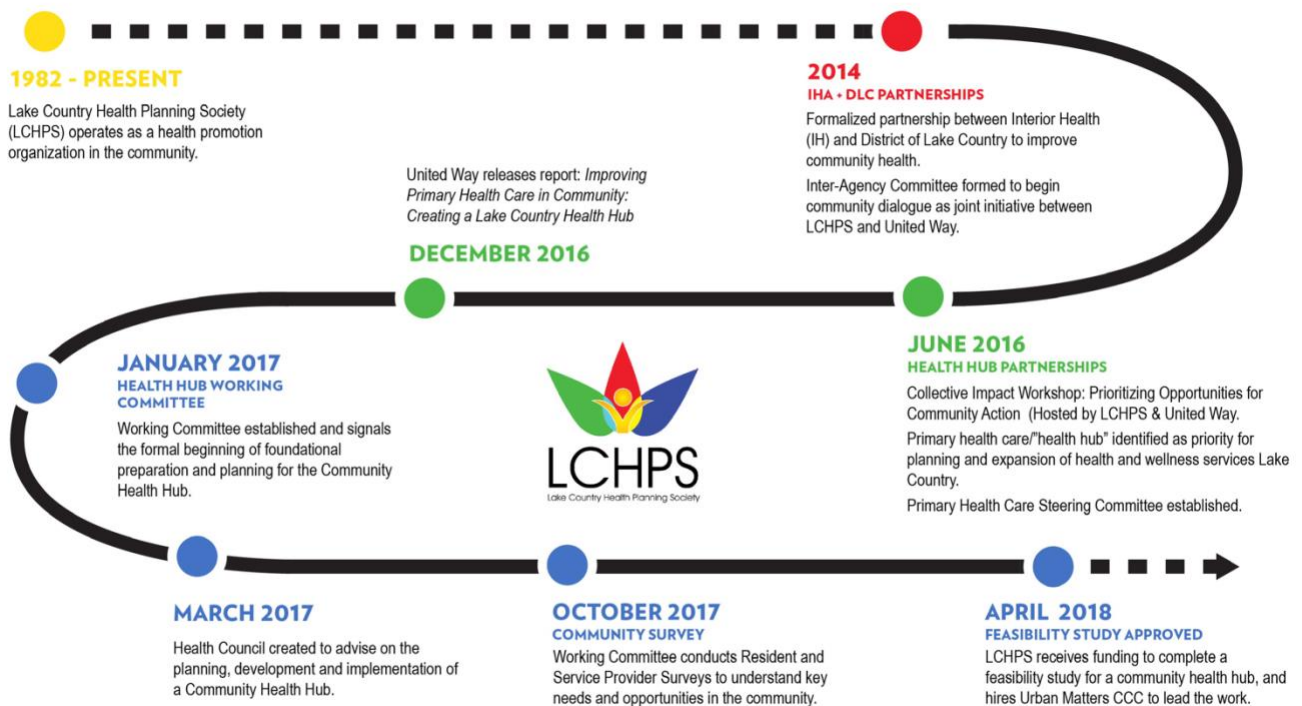 1982 - PRESENT
Lake Country Health Planning Society
(LCHPS) operates as a health promotion
organization in the community.
2014
IHA + DLC PARTNERSHIPS
Formalized partnership between Interior Health
(IH) and District of Lake Country to improve
community health.
Inter-Agency Committee formed to begin
community dialogue as joint initiative between
LCHPS and United Way.
JUNE 2016
HEALTH HUB PARTNERSHIPS
Collective Impact Workshop: Prioritizing Opportunities for
Community Action  (Hosted by LCHPS & United Way.
Primary health care/"health hub" identified as priority for
planning and expansion of health and wellness services Lake
Country.
Primary Health Care Steering Committee established.
United Way releases report: Improving
Primary Health Care in Community:
Creating a Lake Country Health Hub
DECEMBER 2016
JANUARY 2017
HEALTH HUB WORKING
COMMITTEE
Working Committee established and signals
the formal beginning of foundational
preparation and planning for the Community
Health Hub.
LCHPS
Lake Country Health Planning Society
MARCH 2017
Health Council created to advise on the
planning, development and implementation of
a Community Health Hub.
OCTOBER 2017
COMMUNITY SURVEY
Working Committee conducts Resident and
Service Provider Surveys to understand key
needs and opportunities in the community.
APRIL 2018
FEASIBILITY STUDY APPROVED
LCHPS receives funding to complete a
feasibility study for a community health hub, and
hires Urban Matters CCC to lead the work.